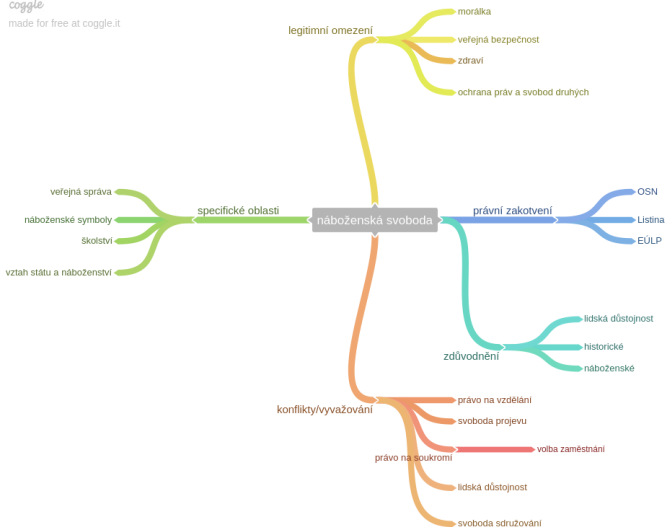 coggle
made for free at coggle.it
legitimní omezení
morálka
veřejná bezpečnost
zdraví
ochrana práv a svobod druhých
náboženská svoboda
specifické oblasti
veřejná správa
náboženské symboly
školství
vztah státu a náboženství
právní zakotvení
OSN
Listina
EÚLP
zdůvodnění
lidská důstojnost
historické
náboženské
konflikty/vyvažování
právo na vzdělání
svoboda projevu
právo na soukromí
volba zaměstnání
lidská důstojnost
svoboda sdružování